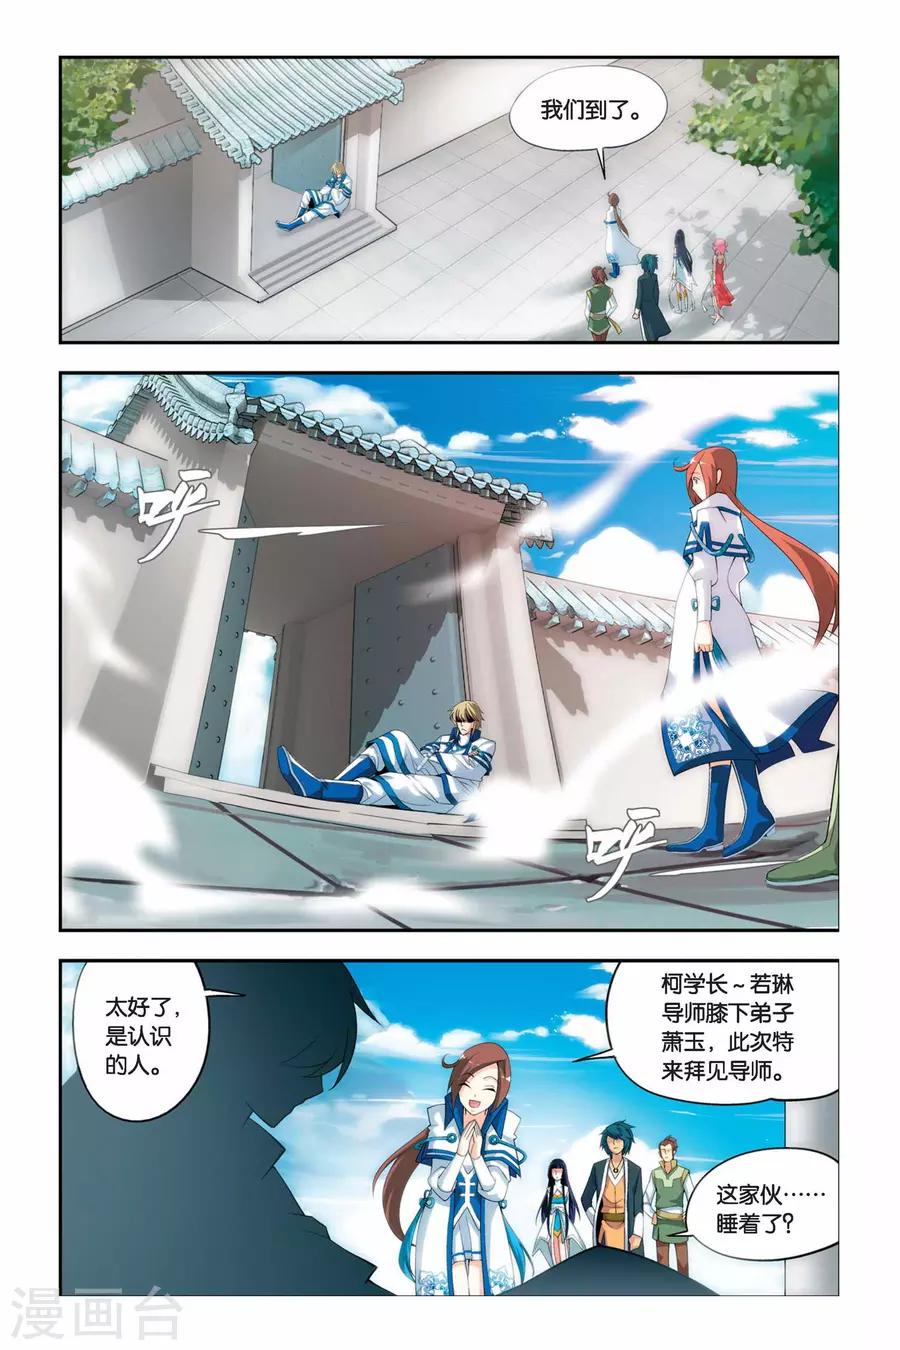 我们到了。
呼
呼
太好了，
是认识
的人。
柯学长～若琳
导师膝下弟子
萧玉，此次特
来拜见导师。
这家伙……
睡着了？
漫画台